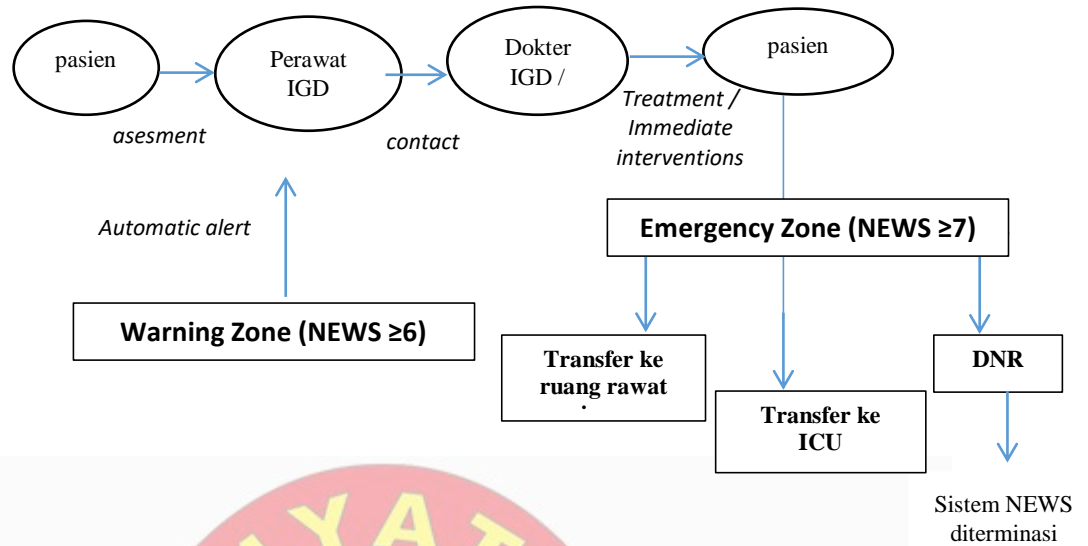 pasien
Perawat
IGD
Dokter
IGD /
pasien
asesment
contact
Treatment /
Immediate
interventions
Automatic alert
Emergency Zone (NEWS ≥7)
Warning Zone (NEWS ≥6)
Transfer ke
ruang rawat
Transfer ke
ICU
DNR
Sistem NEWS
diterminasi
YAT